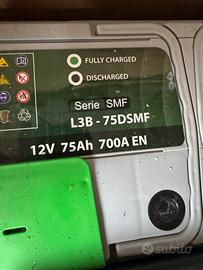 FULLY CHARGED
DISCHARGED
Serie SMF
L3B - 75DSMF
12V 75Ah 700A EN
subito